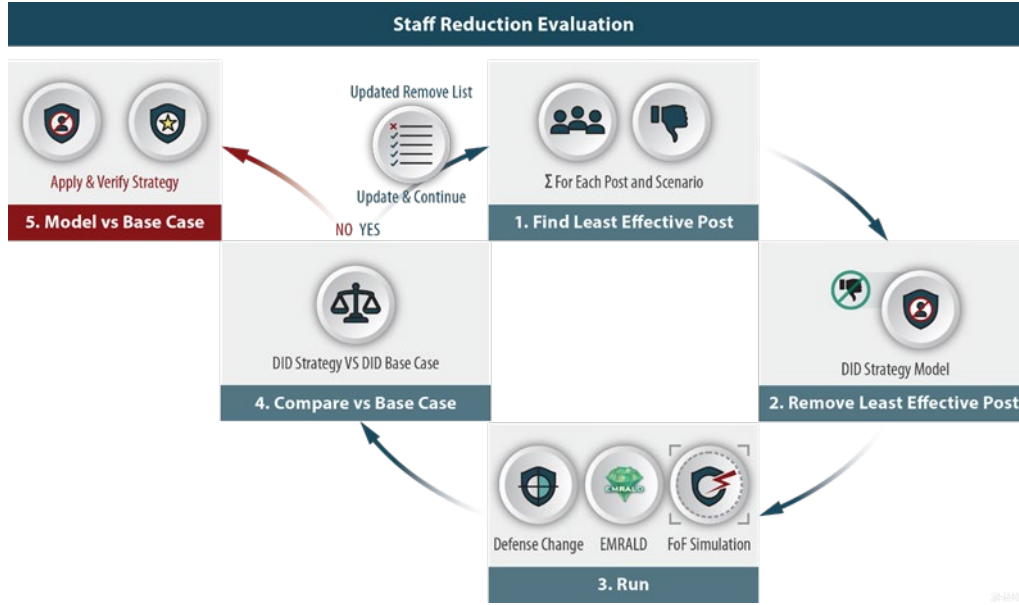 Staff Reduction Evaluation
Apply & Verify Strategy
5. Model vs Base Case
Updated Remove List
Update & Continue
NO YES
Σ For Each Post and Scenario
1. Find Least Effective Post
DID Strategy Model
2. Remove Least Effective Post
DID Strategy VS DID Base Case
4. Compare vs Base Case
EMRALD
Defense Change EMRALD FoF Simulation
3. Run